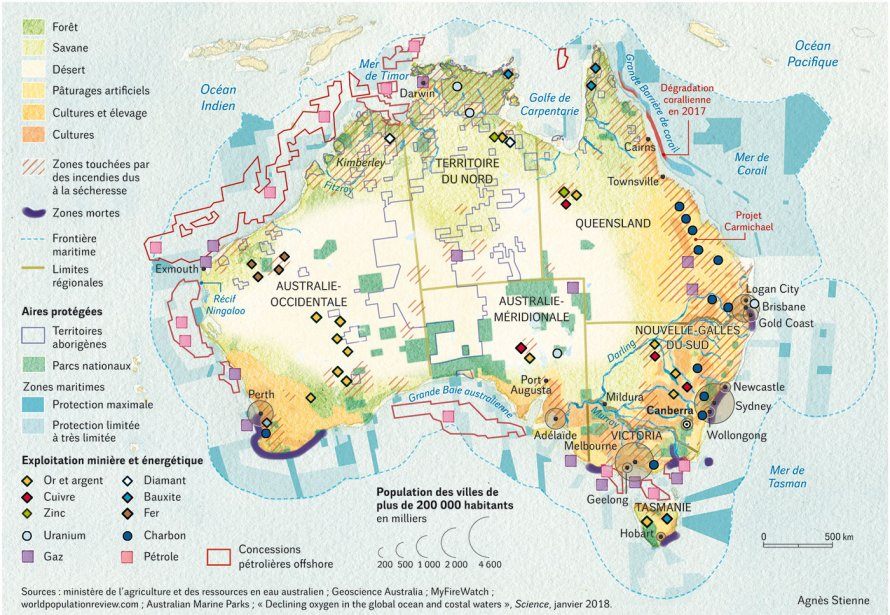 Forêt
Savane
Désert
Pâturages artificiels
Cultures et élevage
Cultures
Zones touchées par
des incendies dus
à la sécheresse
Zones mortes
Frontière
maritime
Limites
régionales
Aires protégées
Territoires
aborigènes
Parcs nationaux
Zones maritimes
Protection maximale
Protection limitée
à très limitée
Exploitation minière et énergétique
Or et argent
Diamant
Cuivre
Bauxite
Zinc
Fer
Uranium
Charbon
Gaz
Pétrole
Concessions
pétrolières offshore
Population des villes de
plus de 200 000 habitants
en milliers
200 500 1 000 2 000 4 600
0 500 km
Océan
Indien
Mer
de Timor
Darwin
Golfe de
Carpentarie
Grande Barrière de corail
Dégradation
corallienne
en 2017
Océan
Pacifique
Mer de
Corail
Cairns
Townsville
Kimberley
Fitzroy
TERRITOIRE
DU NORD
QUEENSLAND
Projet
Carmichael
Exmouth
Récif
Ningaloo
AUSTRALIE-
OCCIDENTALE
AUSTRALIE-
MÉRIDIONALE
Logan City
Brisbane
Gold Coast
NOUVELLE-GALLES
DU-SUD
Darling
Perth
Grande Baie australienne
Port
Augusta
Mildura
Murray
Adélaïde
Canberra
Newcastle
Sydney
Wollongong
VICTORIA
Melbourne
Geelong
Mer de
Tasman
TASMANIE
Hobart
Sources : ministère de l'agriculture et des ressources en eau australien ; Geoscience Australia ; MyFireWatch ;
worldpopulationreview.com ; Australian Marine Parks ; « Declining oxygen in the global ocean and costal waters », Science, janvier 2018.
Agnès Stienne